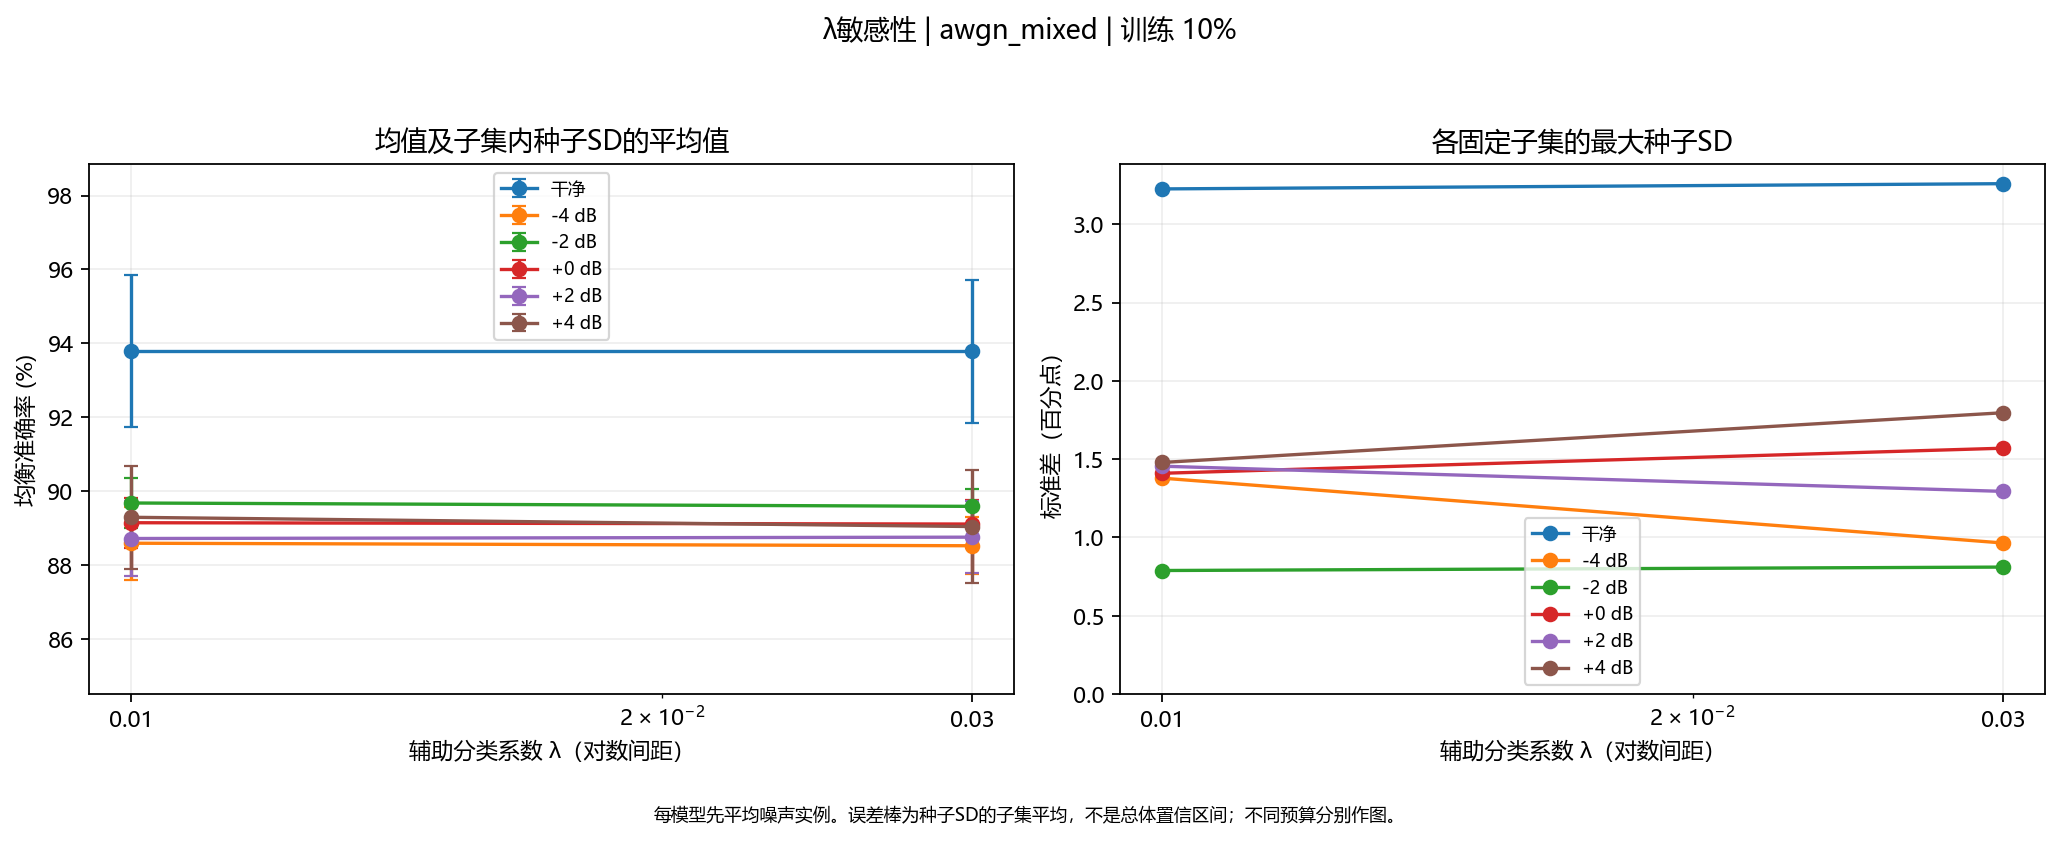 λ敏感性 | awgn_mixed | 训练 10%
均值及子集内种子SD的平均值
均衡准确率 (%)
98
96
94
92
90
88
86
干净
-4 dB
-2 dB
+0 dB
+2 dB
+4 dB
0.01
2 × 10⁻²
0.03
辅助分类系数 λ（对数间距）
各固定子集的最大种子SD
标准差（百分点）
3.0
2.5
2.0
1.5
1.0
0.5
0.0
干净
-4 dB
-2 dB
+0 dB
+2 dB
+4 dB
0.01
2 × 10⁻²
0.03
辅助分类系数 λ（对数间距）
每模型先平均噪声实例。误差棒为种子SD的子集平均，不是总体置信区间；不同预算分别作图。